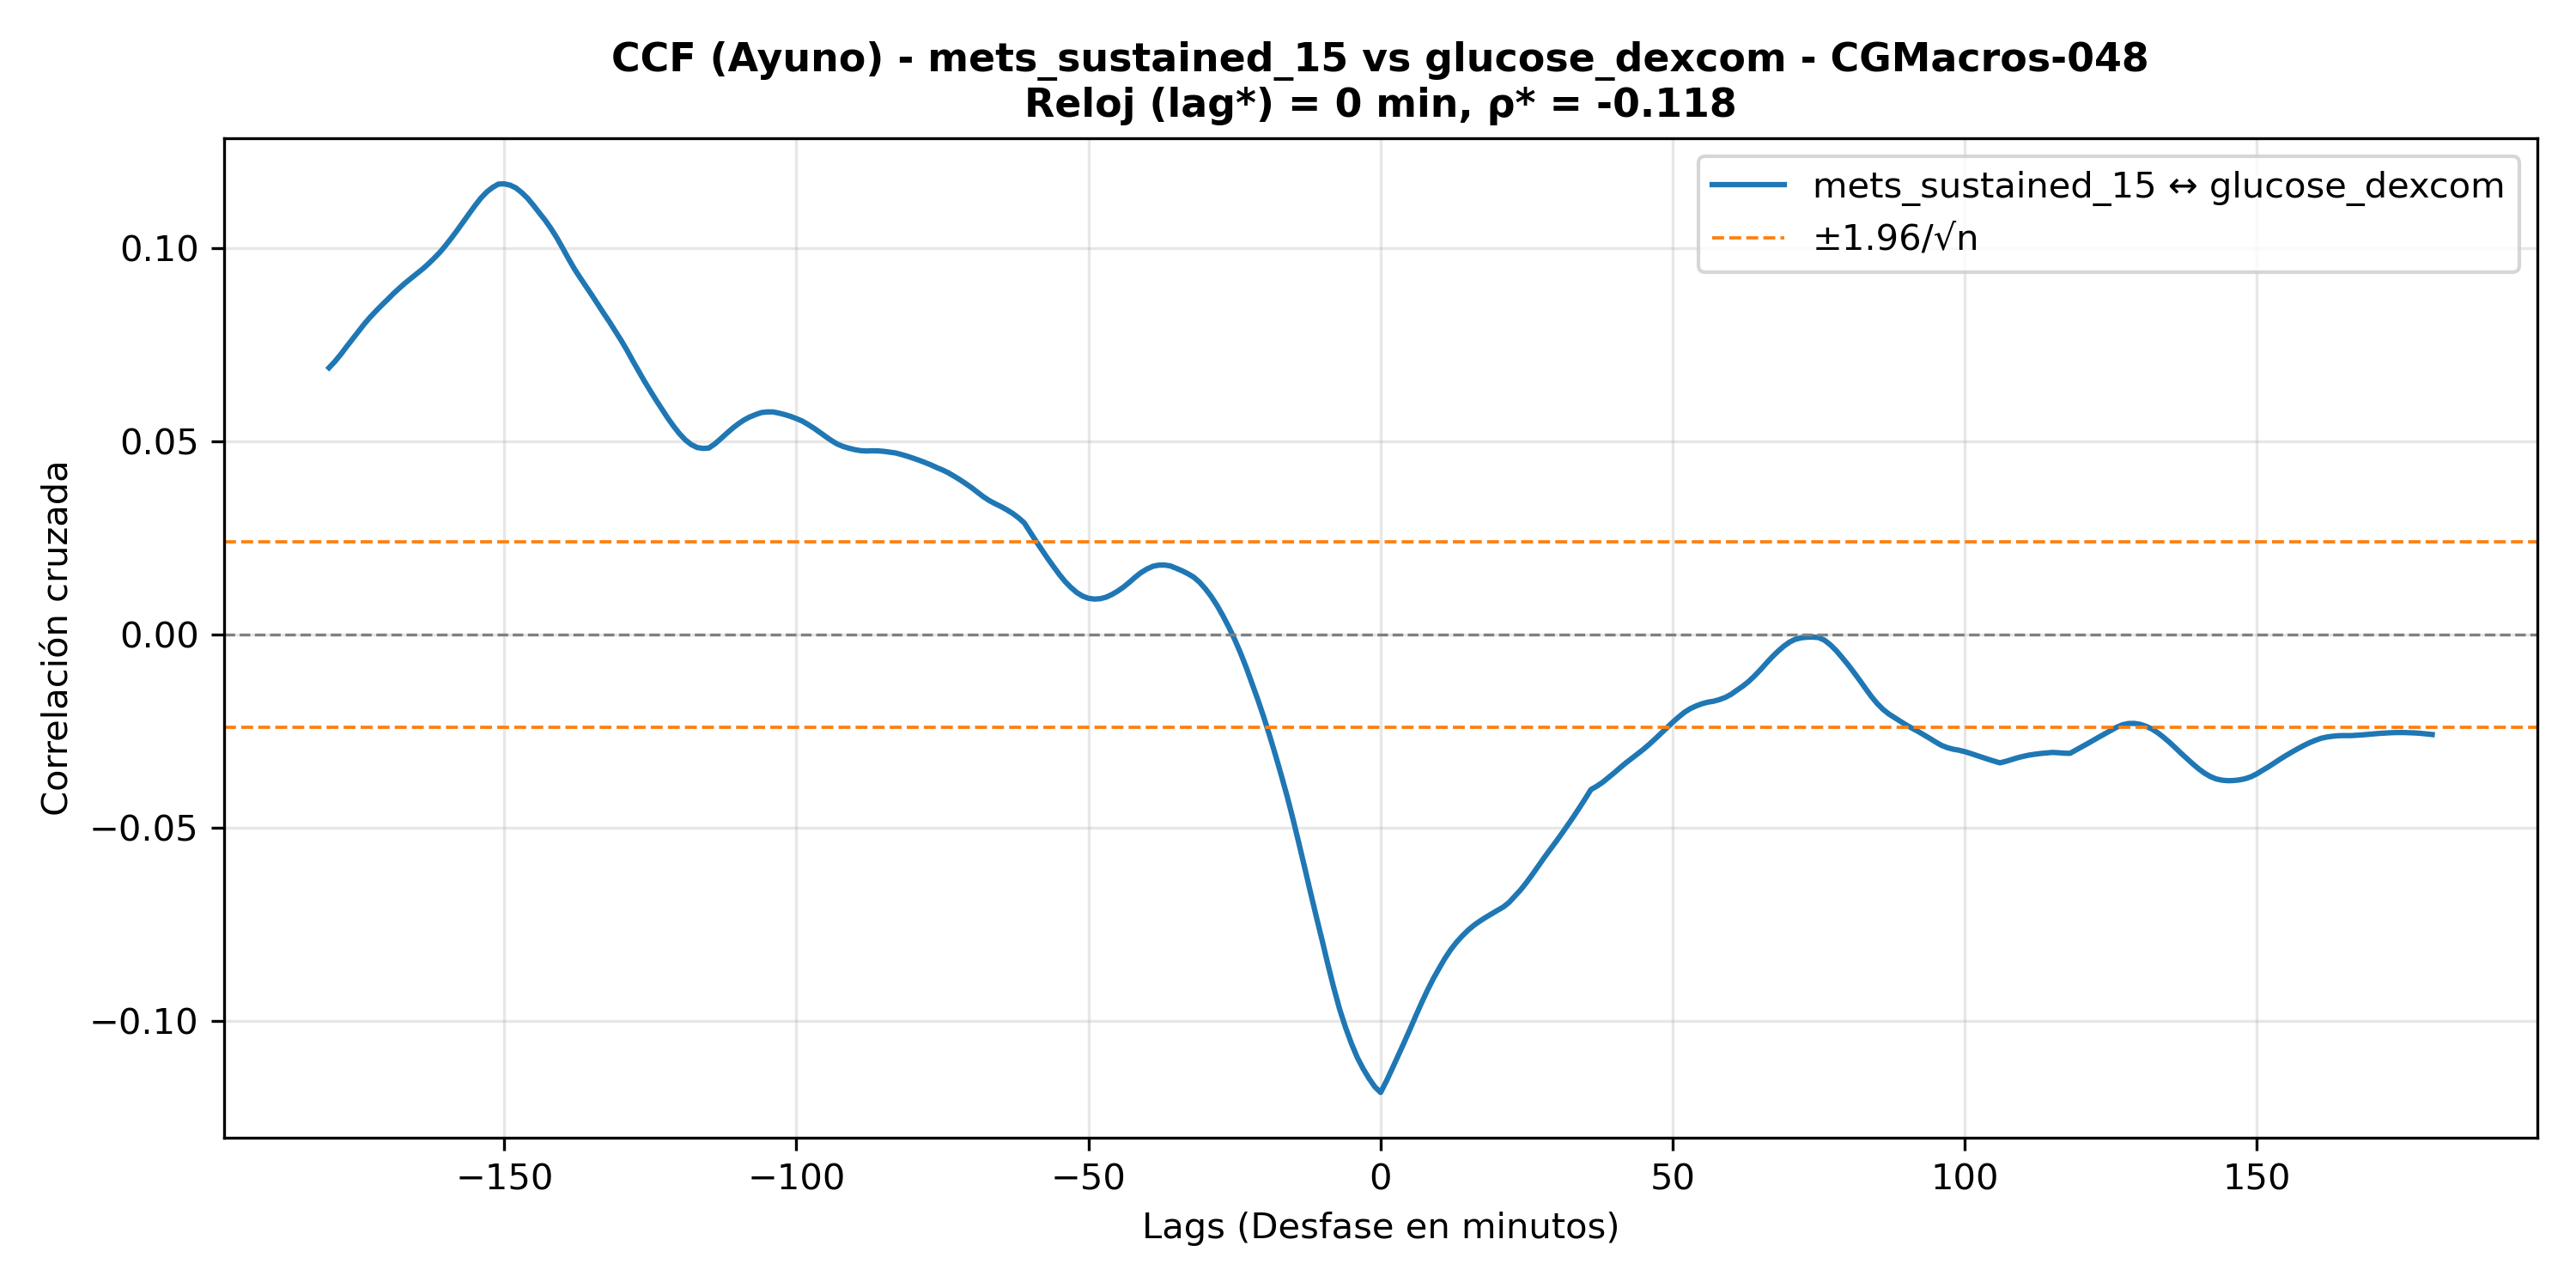 CCF (Ayuno) - mets_sustained_15 vs glucose_dexcom - CGMacros-048
Reloj (lag*) = 0 min, ρ* = -0.118
mets_sustained_15 ↔ glucose_dexcom
±1.96/√n
Correlación cruzada
0.10
0.05
0.00
−0.05
−0.10
−150
−100
−50
0
50
100
150
Lags (Desfase en minutos)